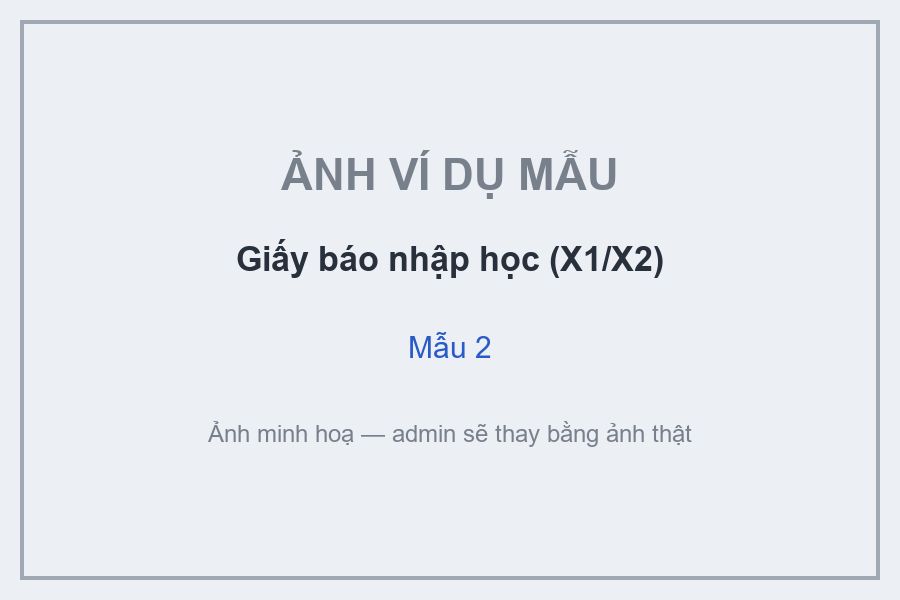 ẢNH VÍ DỤ MẪU
Giấy báo nhập học (X1/X2)
Mẫu 2
Ảnh minh hoạ — admin sẽ thay bằng ảnh thật